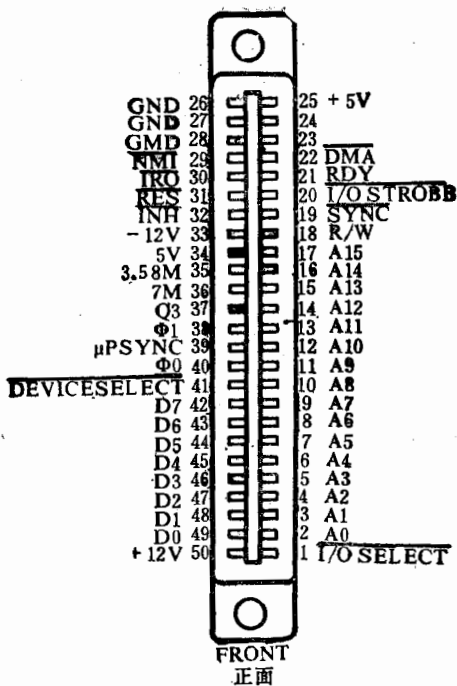 GND 26 25 +5V
GND 27 24
GMD 28 23
NMI 29 22 DMA
IRQ 30 21 RDY
RES 31 20 I/O STROBB
INH 32 19 SYNC
-12V 33 18 R/W
5V 34 17 A15
3.58M 35 16 A14
7M 36 15 A13
Q3 37 14 A12
Φ1 38 13 A11
μPSYNC 39 12 A10
Φ0 40 11 A9
DEVICESELECT 41 10 A8
D7 42 9 A7
D6 43 8 A6
D5 44 7 A5
D4 45 6 A4
D3 46 5 A3
D2 47 4 A2
D1 48 3 A1
D0 49 2 A0
+12V 50 1 I/O SELECT
FRONT
正面